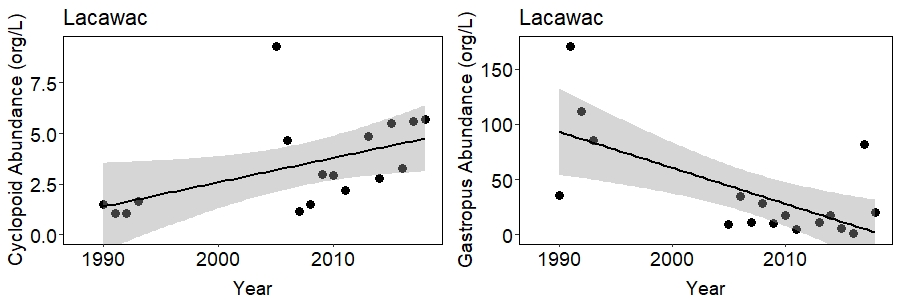 Lacawac
Cyclopoid Abundance (org/L)
7.5
5.0
2.5
0.0
1990 2000 2010
Year
Lacawac
Gastropus Abundance (org/L)
150
100
50
0
1990 2000 2010
Year